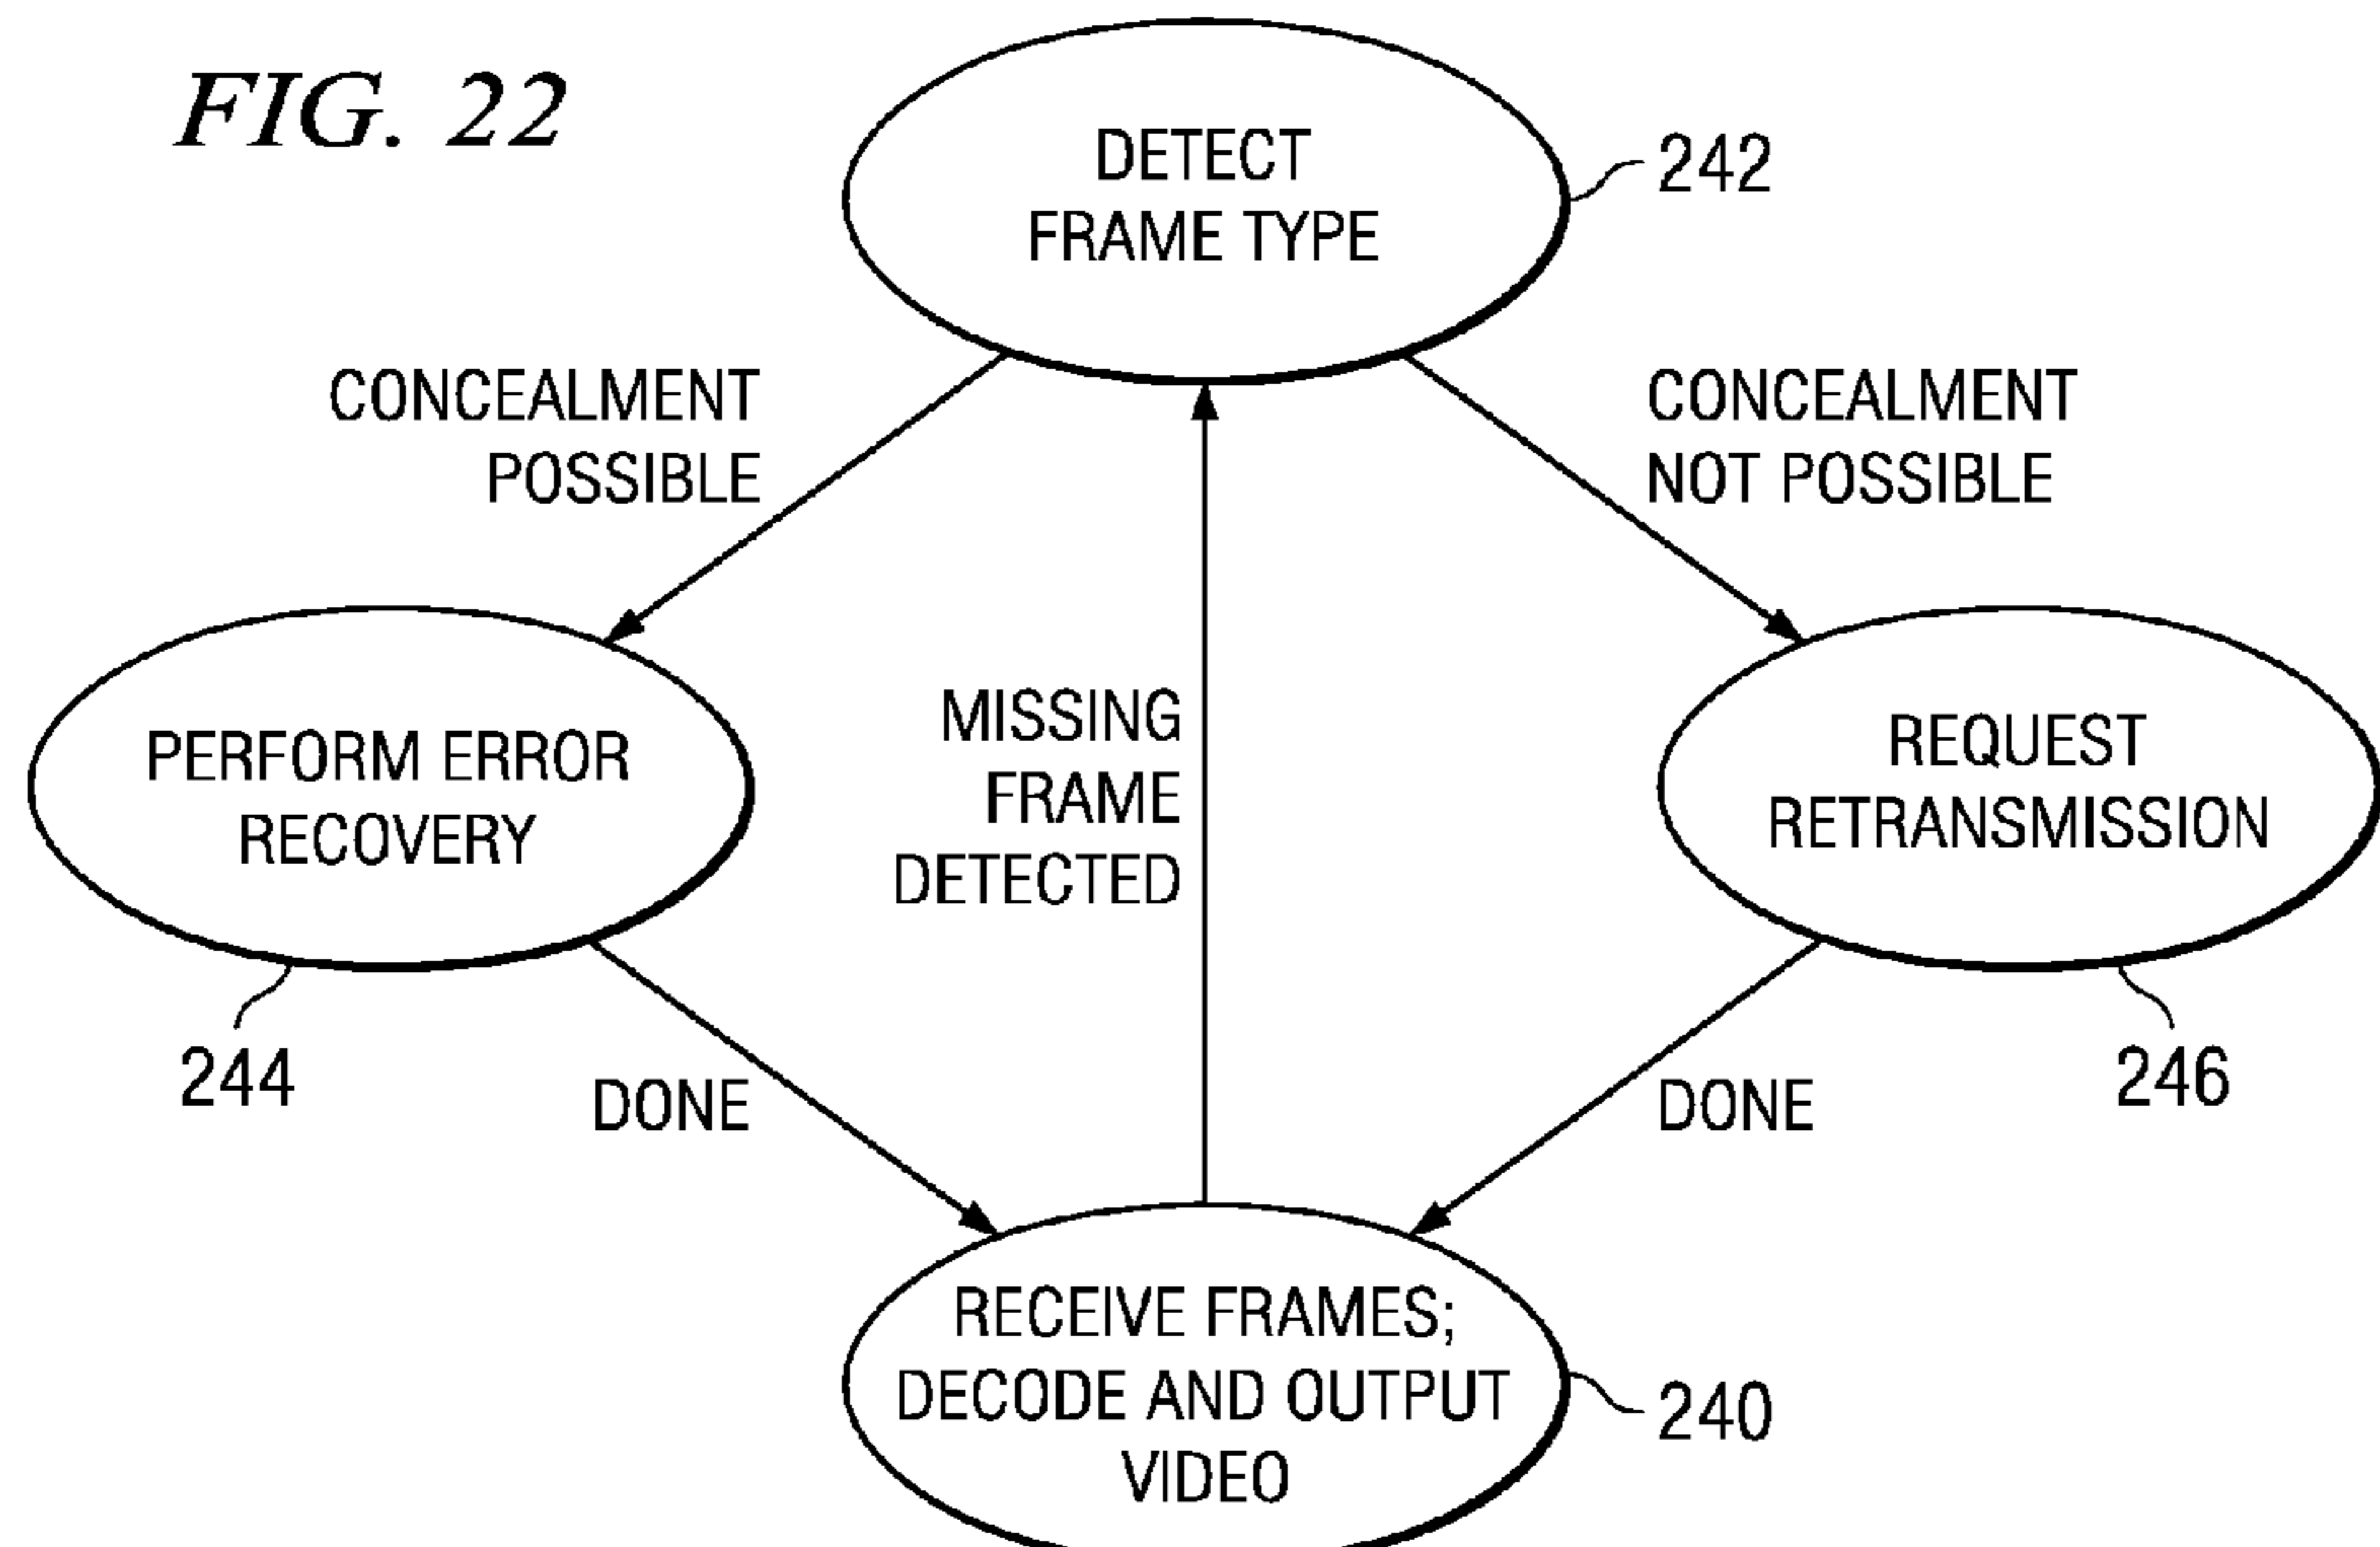 FIG. 22
DETECT
FRAME TYPE
242
CONCEALMENT
POSSIBLE
CONCEALMENT
NOT POSSIBLE
MISSING
FRAME
DETECTED
PERFORM ERROR
RECOVERY
REQUEST
RETRANSMISSION
244
246
DONE
DONE
RECEIVE FRAMES;
DECODE AND OUTPUT
VIDEO
240